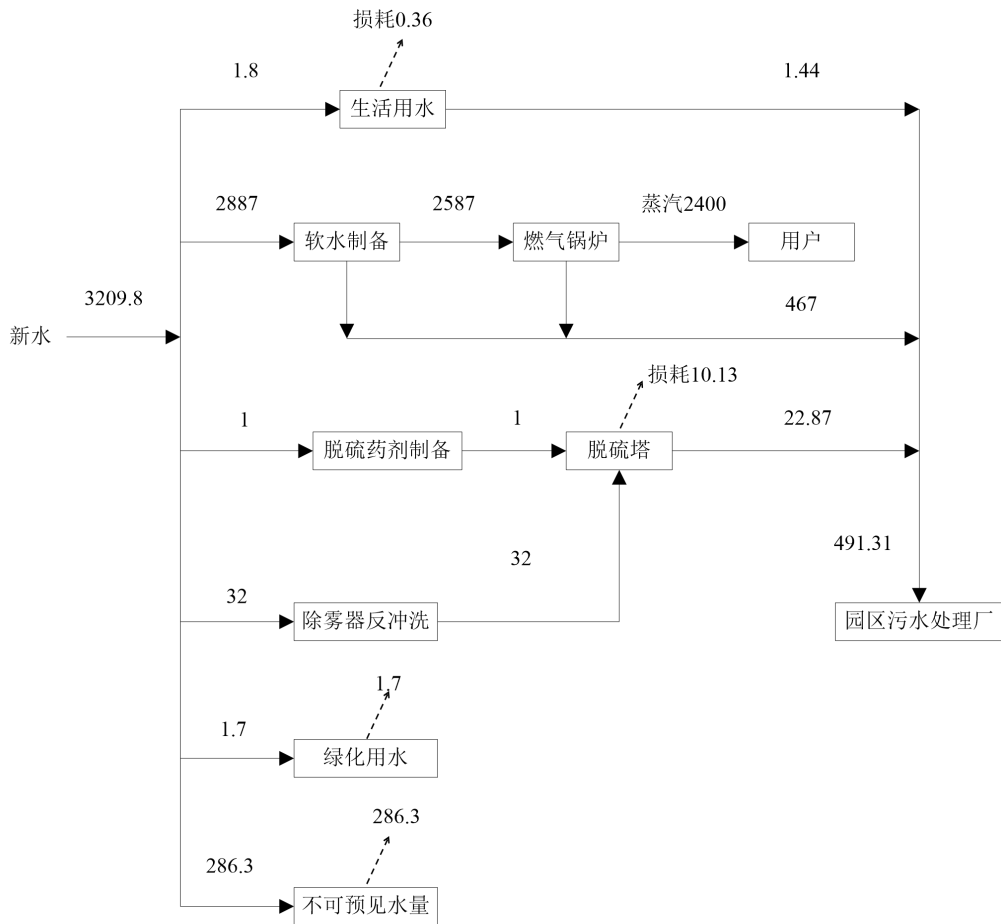 损耗0.36
1.8
1.44
生活用水
2887
2587
蒸汽2400
软水制备
燃气锅炉
用户
3209.8
467
新水
损耗10.13
1
1
22.87
脱硫药剂制备
脱硫塔
32
491.31
32
除雾器反冲洗
园区污水处理厂
1.7
1.7
绿化用水
286.3
286.3
不可预见水量